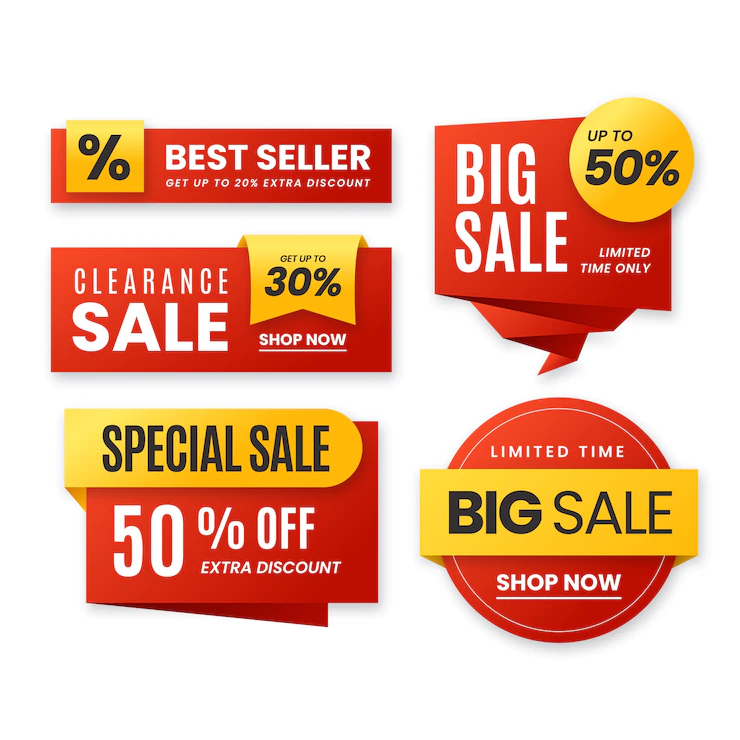 %
BEST SELLER
GET UP TO 20% EXTRA DISCOUNT
CLEARANCE
SALE
GET UP TO
30%
SHOP NOW
SPECIAL SALE
50 % OFF
EXTRA DISCOUNT
BIG
SALE
UP TO
50%
LIMITED
TIME ONLY
LIMITED TIME
BIG SALE
SHOP NOW